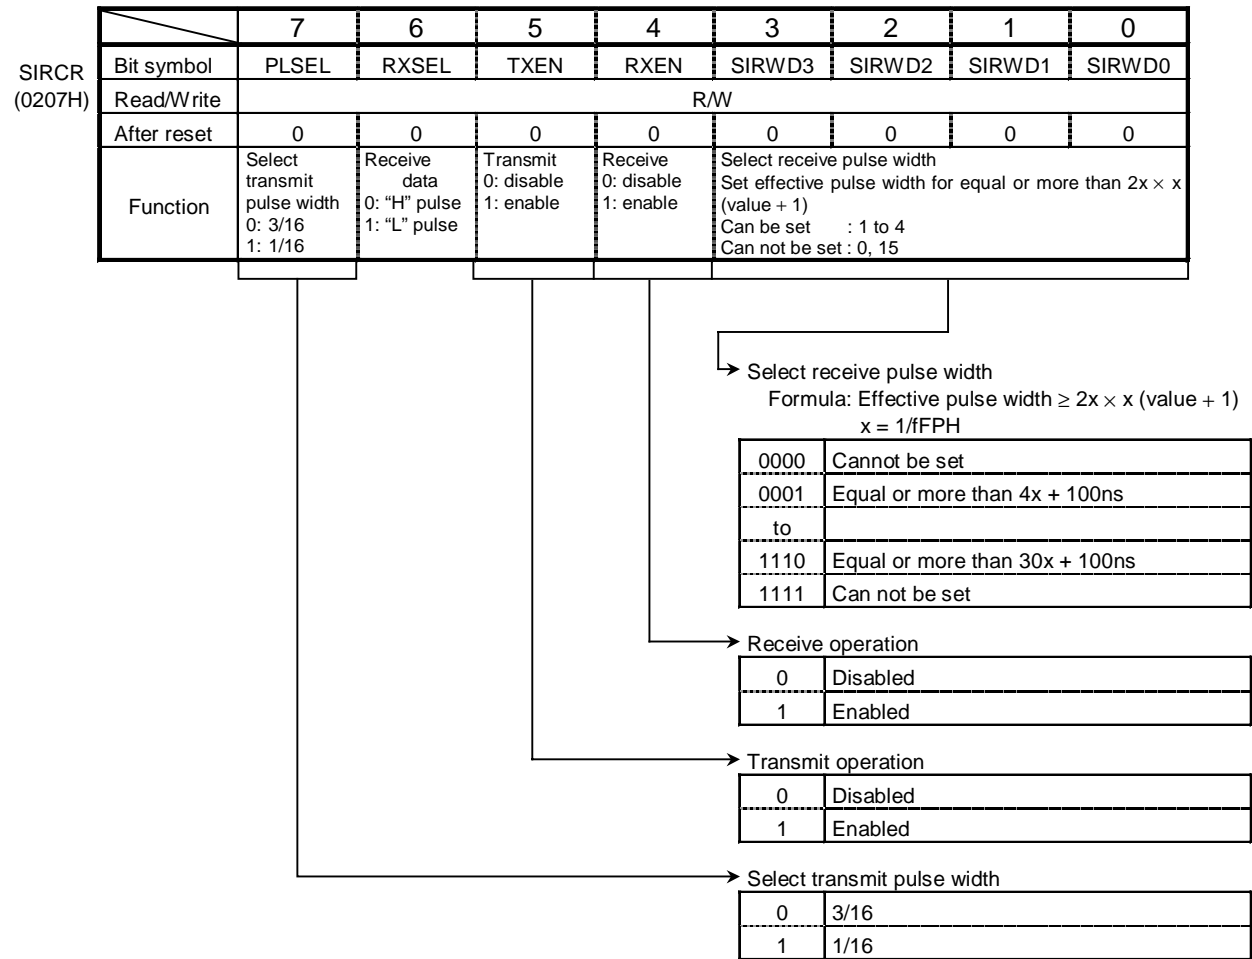 7 6 5 4 3 2 1 0
SIRCR
(0207H)
Bit symbol PLSEL RXSEL TXEN RXEN SIRWD3 SIRWD2 SIRWD1 SIRWD0
Read/Write R/W
After reset 0 0 0 0 0 0 0 0
Function
Select
transmit
pulse width
0: 3/16
1: 1/16
Receive
data
0: “H” pulse
1: “L” pulse
Transmit
0: disable
1: enable
Receive
0: disable
1: enable
Select receive pulse width
Set effective pulse width for equal or more than 2x × x
(value + 1)
Can be set : 1 to 4
Can not be set : 0, 15
Select receive pulse width
Formula: Effective pulse width ≥ 2x × x (value + 1)
x = 1/fFPH
0000 Cannot be set
0001 Equal or more than 4x + 100ns
to
1110 Equal or more than 30x + 100ns
1111 Can not be set
Receive operation
0 Disabled
1 Enabled
Transmit operation
0 Disabled
1 Enabled
Select transmit pulse width
0 3/16
1 1/16